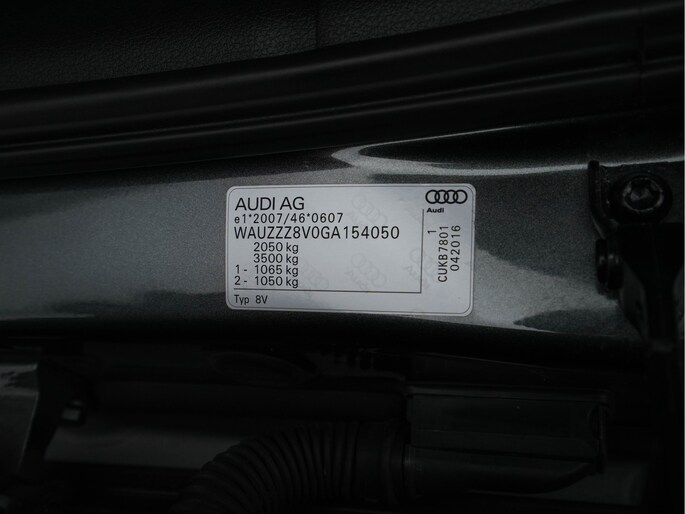 AUDI AG
e1*2007/46*0607
WAUZZZ8V0GA154050
2050 kg
3500 kg
1 - 1065 kg
2 - 1050 kg
Typ 8V
Audi
1
CUKB7801
042016